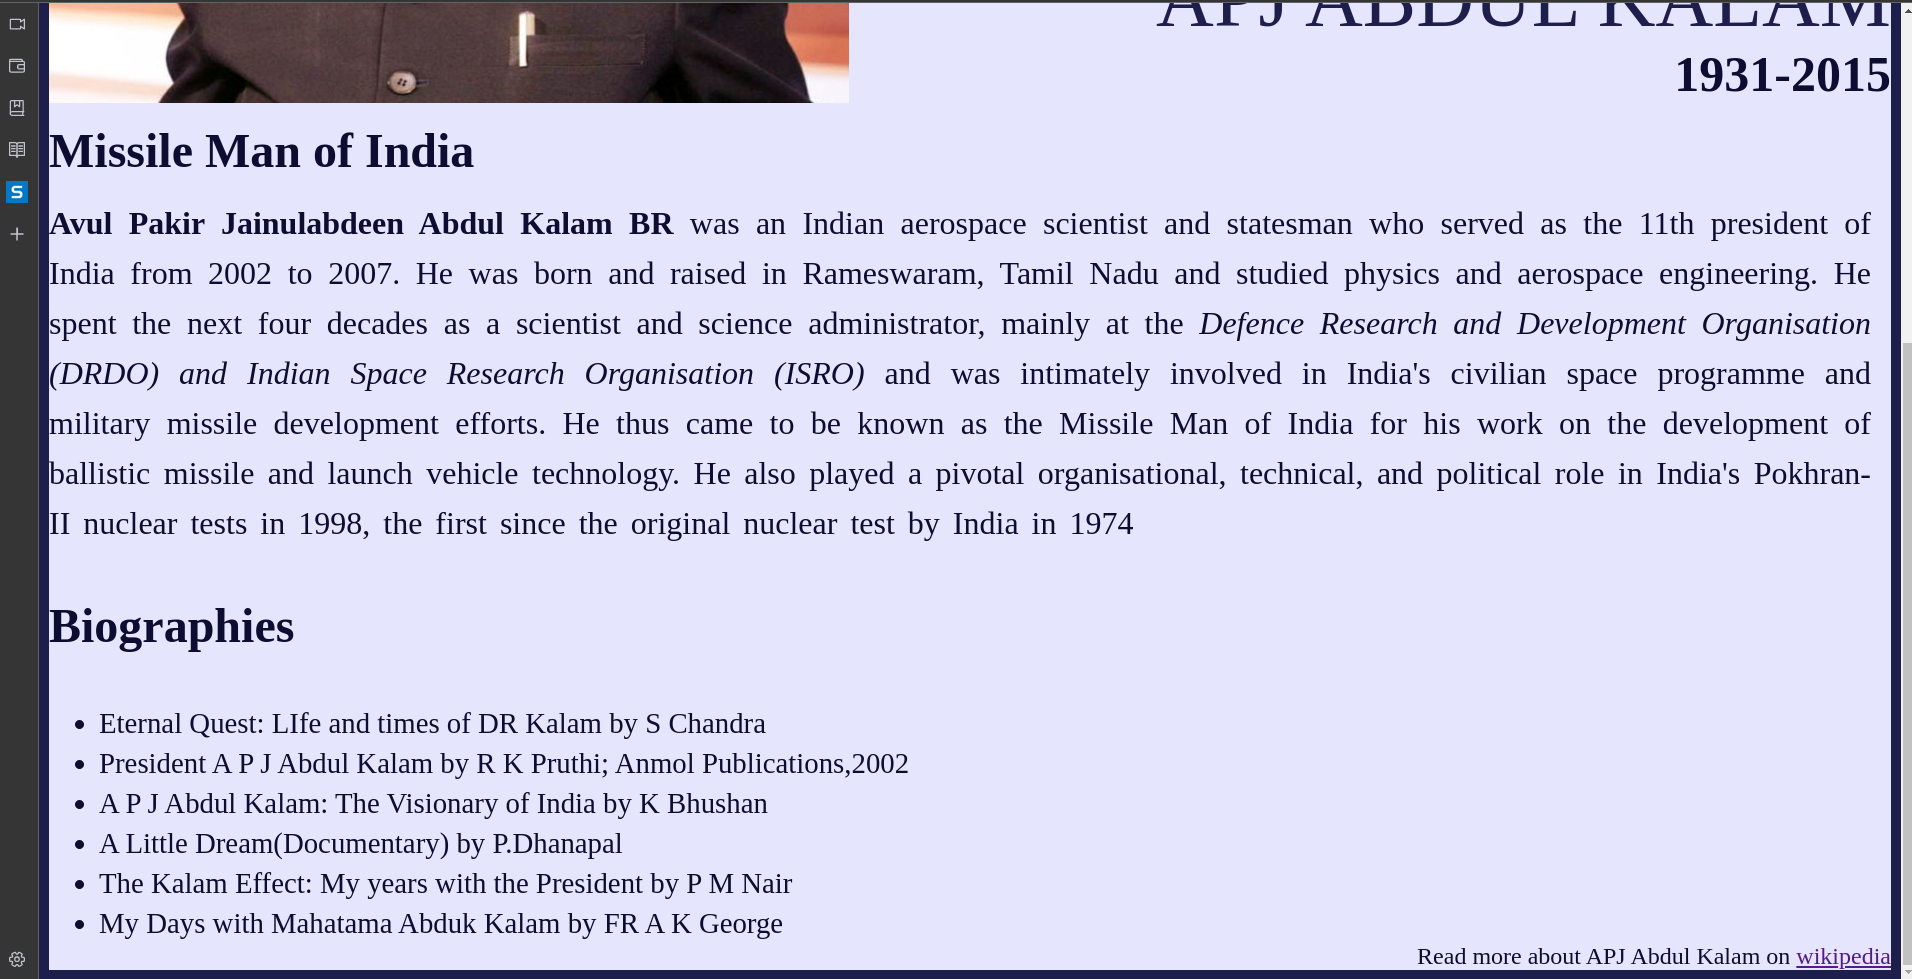 APJ ABDUL KALAM
1931-2015
Missile Man of India
Avul Pakir Jainulabdeen Abdul Kalam BR was an Indian aerospace scientist and statesman who served as the 11th president of
India from 2002 to 2007. He was born and raised in Rameswaram, Tamil Nadu and studied physics and aerospace engineering. He
spent the next four decades as a scientist and science administrator, mainly at the Defence Research and Development Organisation
(DRDO) and Indian Space Research Organisation (ISRO) and was intimately involved in India's civilian space programme and
military missile development efforts. He thus came to be known as the Missile Man of India for his work on the development of
ballistic missile and launch vehicle technology. He also played a pivotal organisational, technical, and political role in India's Pokhran-
II nuclear tests in 1998, the first since the original nuclear test by India in 1974
Biographies
• Eternal Quest: LIfe and times of DR Kalam by S Chandra
• President A P J Abdul Kalam by R K Pruthi; Anmol Publications,2002
• A P J Abdul Kalam: The Visionary of India by K Bhushan
• A Little Dream(Documentary) by P.Dhanapal
• The Kalam Effect: My years with the President by P M Nair
• My Days with Mahatama Abduk Kalam by FR A K George
Read more about APJ Abdul Kalam on wikipedia